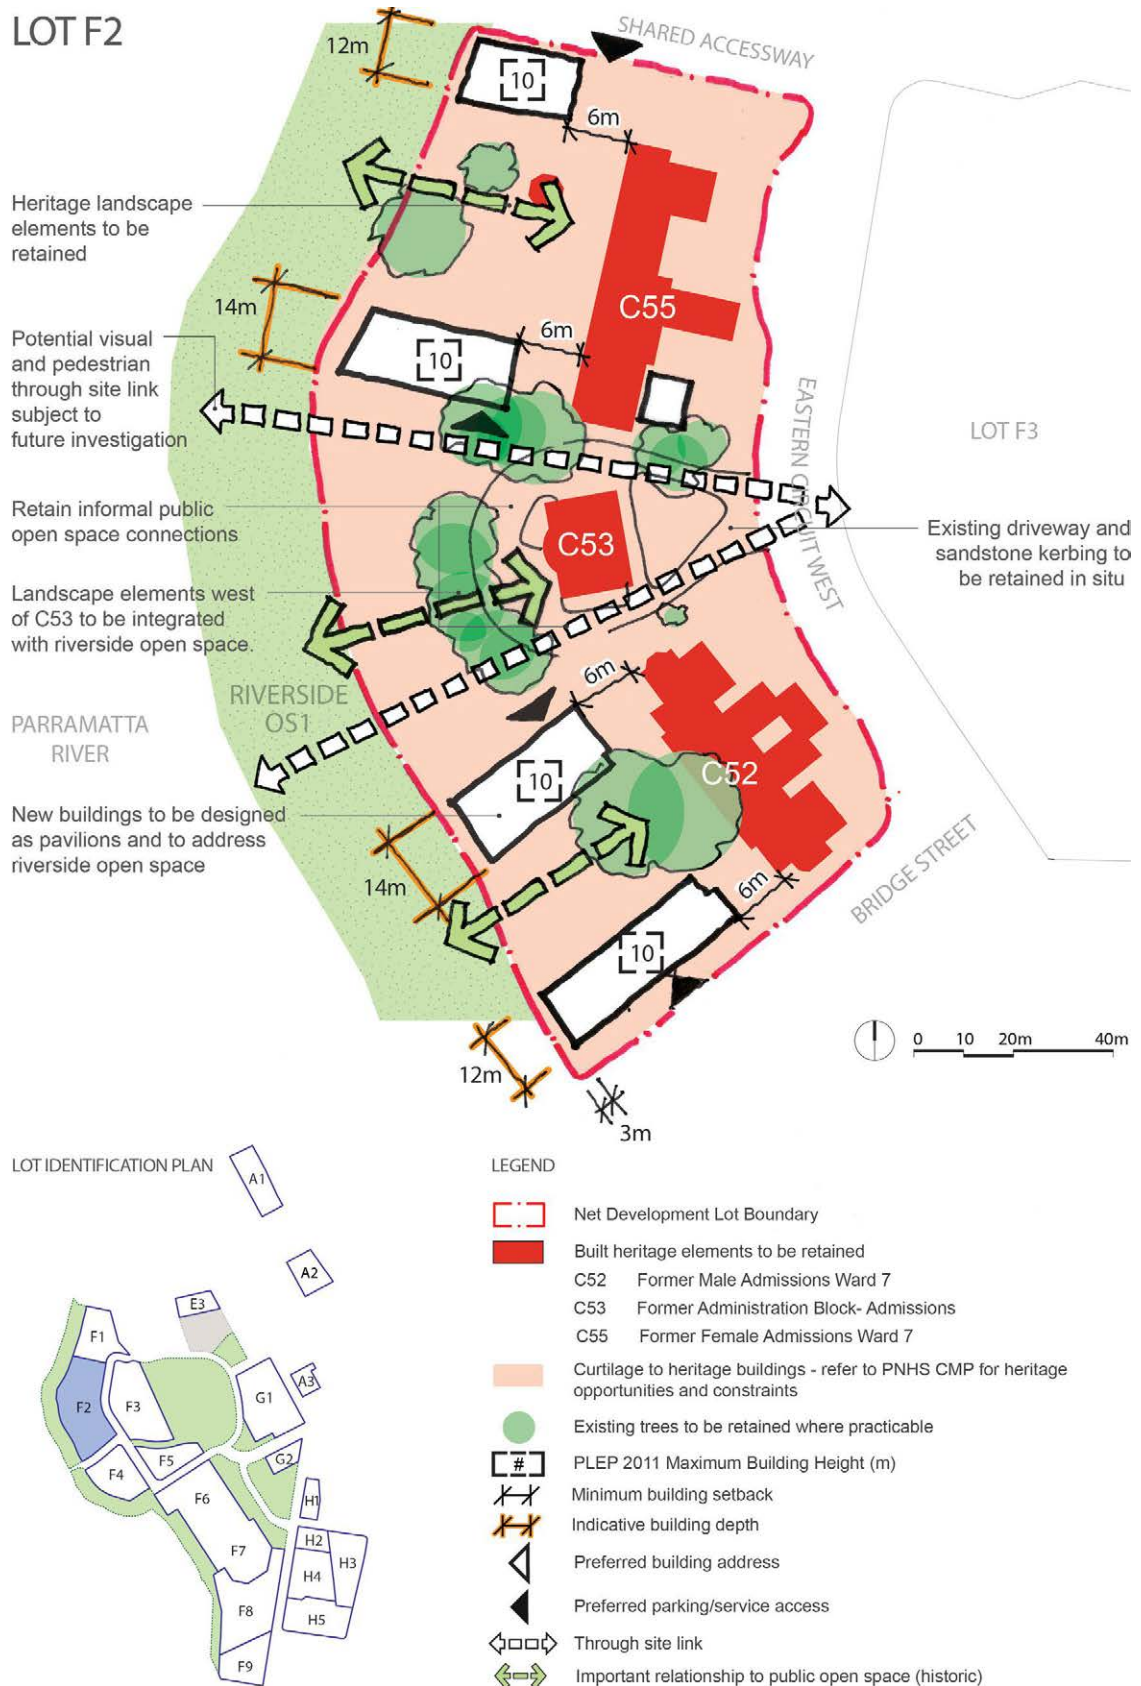 LOT F2
SHARED ACCESSWAY
12m
10
6m
Heritage landscape
elements to be
retained
14m
C55
6m
10
Potential visual
and pedestrian
through site link
subject to
future investigation
EASTERN CIRCUIT WEST
LOT F3
Retain informal public
open space connections
C53
Existing driveway and
sandstone kerbing to
be retained in situ
Landscape elements west
of C53 to be integrated
with riverside open space.
6m
RIVERSIDE
OS1
PARRAMATTA
RIVER
C52
10
New buildings to be designed
as pavilions and to address
riverside open space
14m
6m
BRIDGE STREET
10
12m
3m
0 10 20m 40m
LOT IDENTIFICATION PLAN
A1
A2
E3
F1
A3
F2
F3
G1
F5
G2
F4
F6
H1
H2
F7
H3
H4
F8
H5
F9
LEGEND
Net Development Lot Boundary
Built heritage elements to be retained
C52 Former Male Admissions Ward 7
C53 Former Administration Block- Admissions
C55 Former Female Admissions Ward 7
Curtilage to heritage buildings - refer to PNHS CMP for heritage
opportunities and constraints
Existing trees to be retained where practicable
# PLEP 2011 Maximum Building Height (m)
Minimum building setback
Indicative building depth
Preferred building address
Preferred parking/service access
Through site link
Important relationship to public open space (historic)